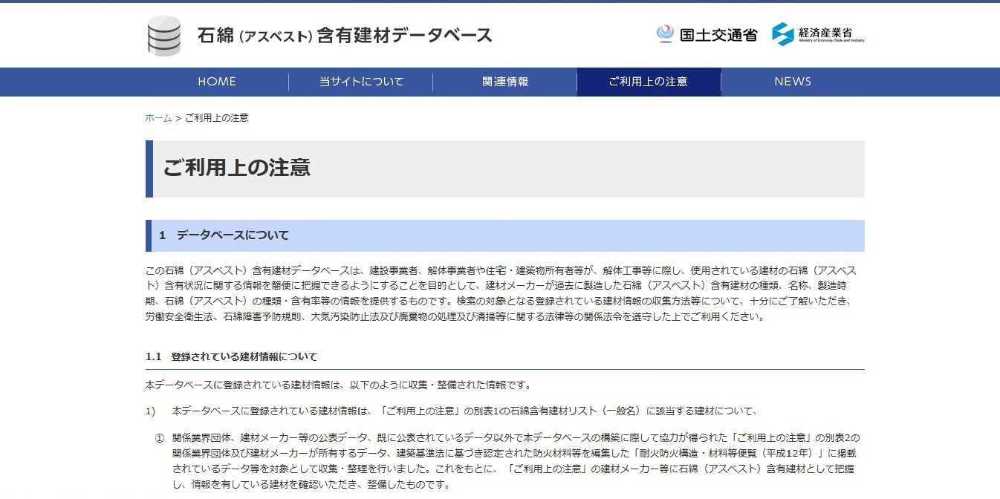 石綿（アスベスト）含有建材データベース
国土交通省
経済産業省
Ministry of Economy, Trade and Industry
HOME
当サイトについて
関連情報
ご利用上の注意
NEWS
ホーム > ご利用上の注意
ご利用上の注意
1 データベースについて
この石綿（アスベスト）含有建材データベースは、建設事業者、解体事業者や住宅・建築物所有者等が、解体工事等に際し、使用されている建材の石綿（アスベス
ト）含有状況に関する情報を簡便に把握できるようにすることを目的として、建材メーカーが過去に製造した石綿（アスベスト）含有建材の種類、名称、製造時
期、石綿（アスベスト）の種類・含有率等の情報を提供するものです。検索の対象となる登録されている建材情報の収集方法等について、十分にご了解いただき、
労働安全衛生法、石綿障害予防規則、大気汚染防止法及び廃棄物の処理及び清掃等に関する法律等の関係法令を遵守した上でご利用ください。
1.1 登録されている建材情報について
本データベースに登録されている建材情報は、以下のように収集・整備された情報です。
1) 本データベースに登録されている建材情報は、「ご利用上の注意」の別表1の石綿含有建材リスト（一般名）に該当する建材について、
① 関係業界団体、建材メーカー等の公表データ、既に公表されているデータ以外で本データベースの構築に際して協力が得られた「ご利用上の注意」の別表2の
関係業界団体及び建材メーカーが所有するデータ、建築基準法に基づき認定された防火材料等を編集した「耐火防火構造・材料等便覧（平成12年）」に掲載
されているデータ等を対象として収集・整理を行いました。これをもとに、「ご利用上の注意」の建材メーカー等に石綿（アスベスト）含有建材として把握
し、情報を有している建材を確認いただき、整備したものです。